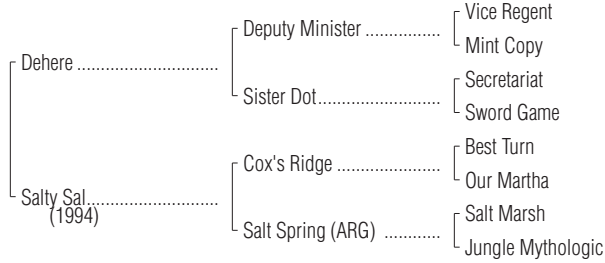 Vice Regent
Deputy Minister ..................
Mint Copy
Dehere .................................
Secretariat
Sister Dot.............................
Sword Game
Best Turn
Cox's Ridge ........................
Our Martha
Salty Sal...............................
(1994)
Salt Marsh
Salt Spring (ARG) .............
Jungle Mythologic